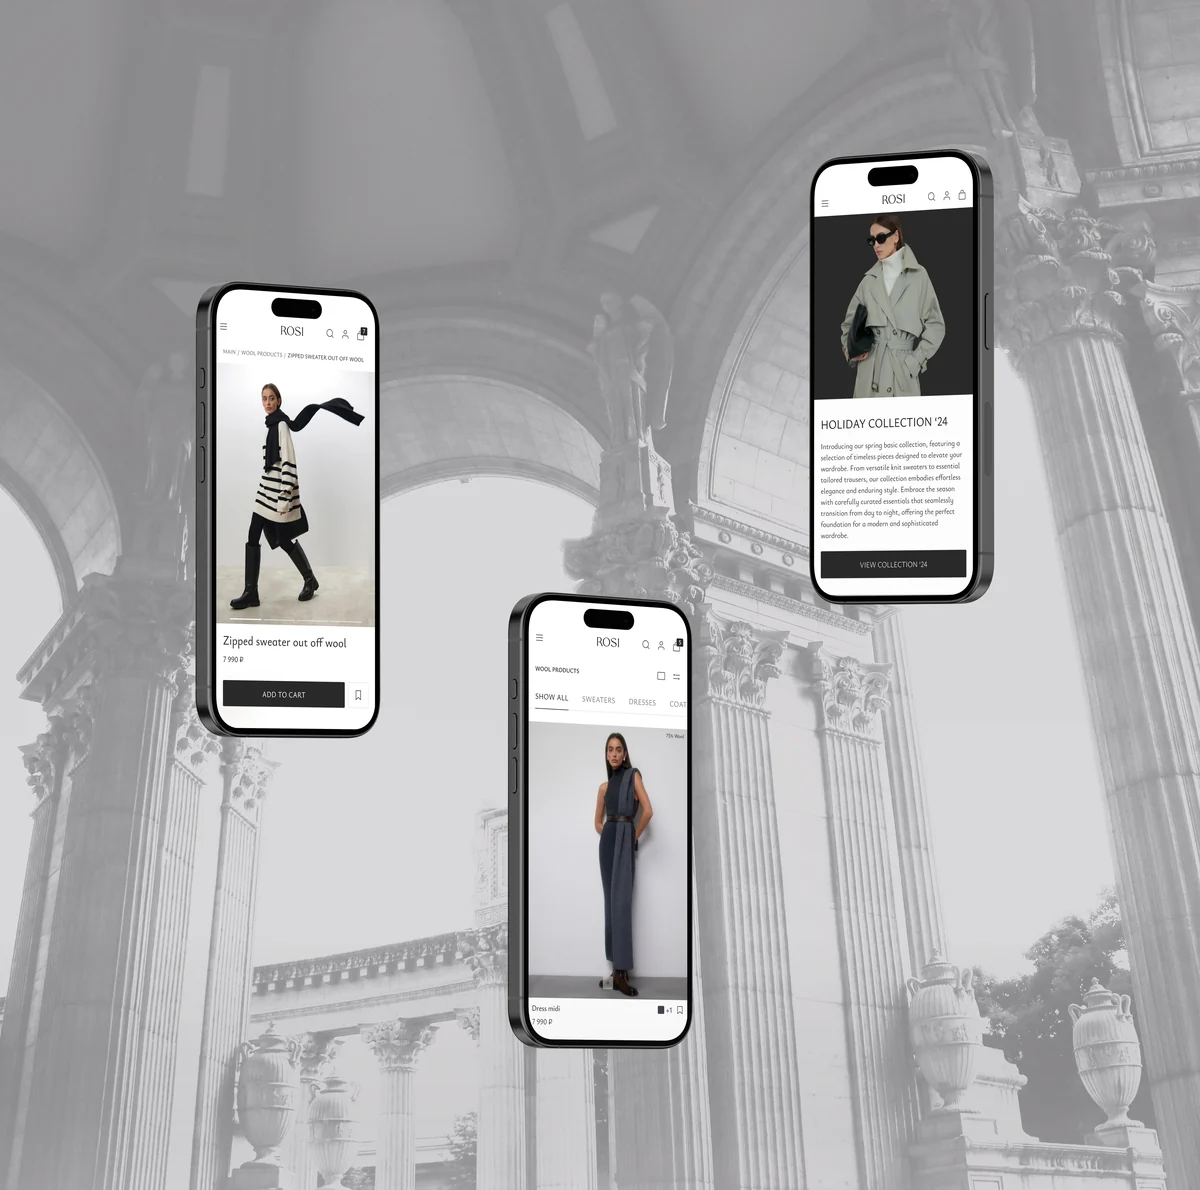 ROSI
7
MAIN / WOOL PRODUCTS / ZIPPED SWEATER OUT OFF WOOL
Zipped sweater out off wool
7 990 ₽
ADD TO CART
ROSI
5
WOOL PRODUCTS
SHOW ALL SWEATERS DRESSES COAT
75% Wool
Dress midi
+1
7 990 ₽
ROSI
HOLIDAY COLLECTION ‘24
Introducing our spring basic collection, featuring a
selection of timeless pieces designed to elevate your
wardrobe. From versatile knit sweaters to essential
tailored trousers, our collection embodies effortless
elegance and enduring style. Embrace the season
with carefully curated essentials that seamlessly
transition from day to night, offering the perfect
foundation for a modern and sophisticated
wardrobe.
VIEW COLLECTION ‘24